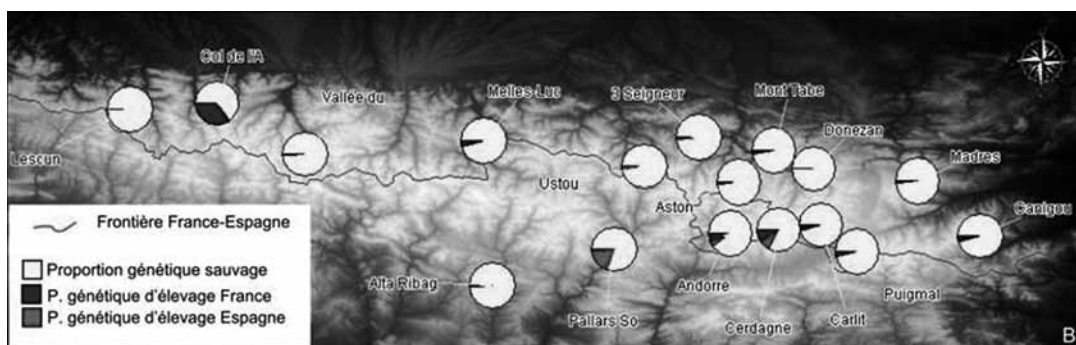 Col de l'A
Vallée du
Melles-Luc
3 Seigneur
Mont Tabe
Donezan
Lescun
Ustou
Aston
Madres
Canigou
Alta Ribag
Pallars So
Andorre
Cerdagne
Carlit
Puigmal
Frontière France-Espagne
Proportion génétique sauvage
P. génétique d'élevage France
P. génétique d'élevage Espagne
B